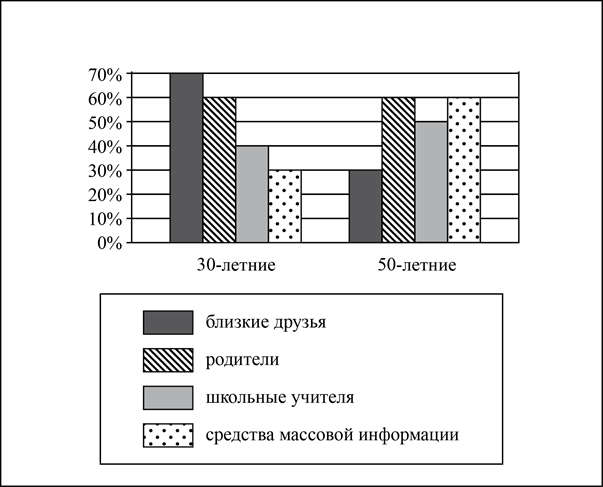 70%
60%
50%
40%
30%
20%
10%
0%
30-летние 50-летние
близкие друзья
родители
школьные учителя
средства массовой информации